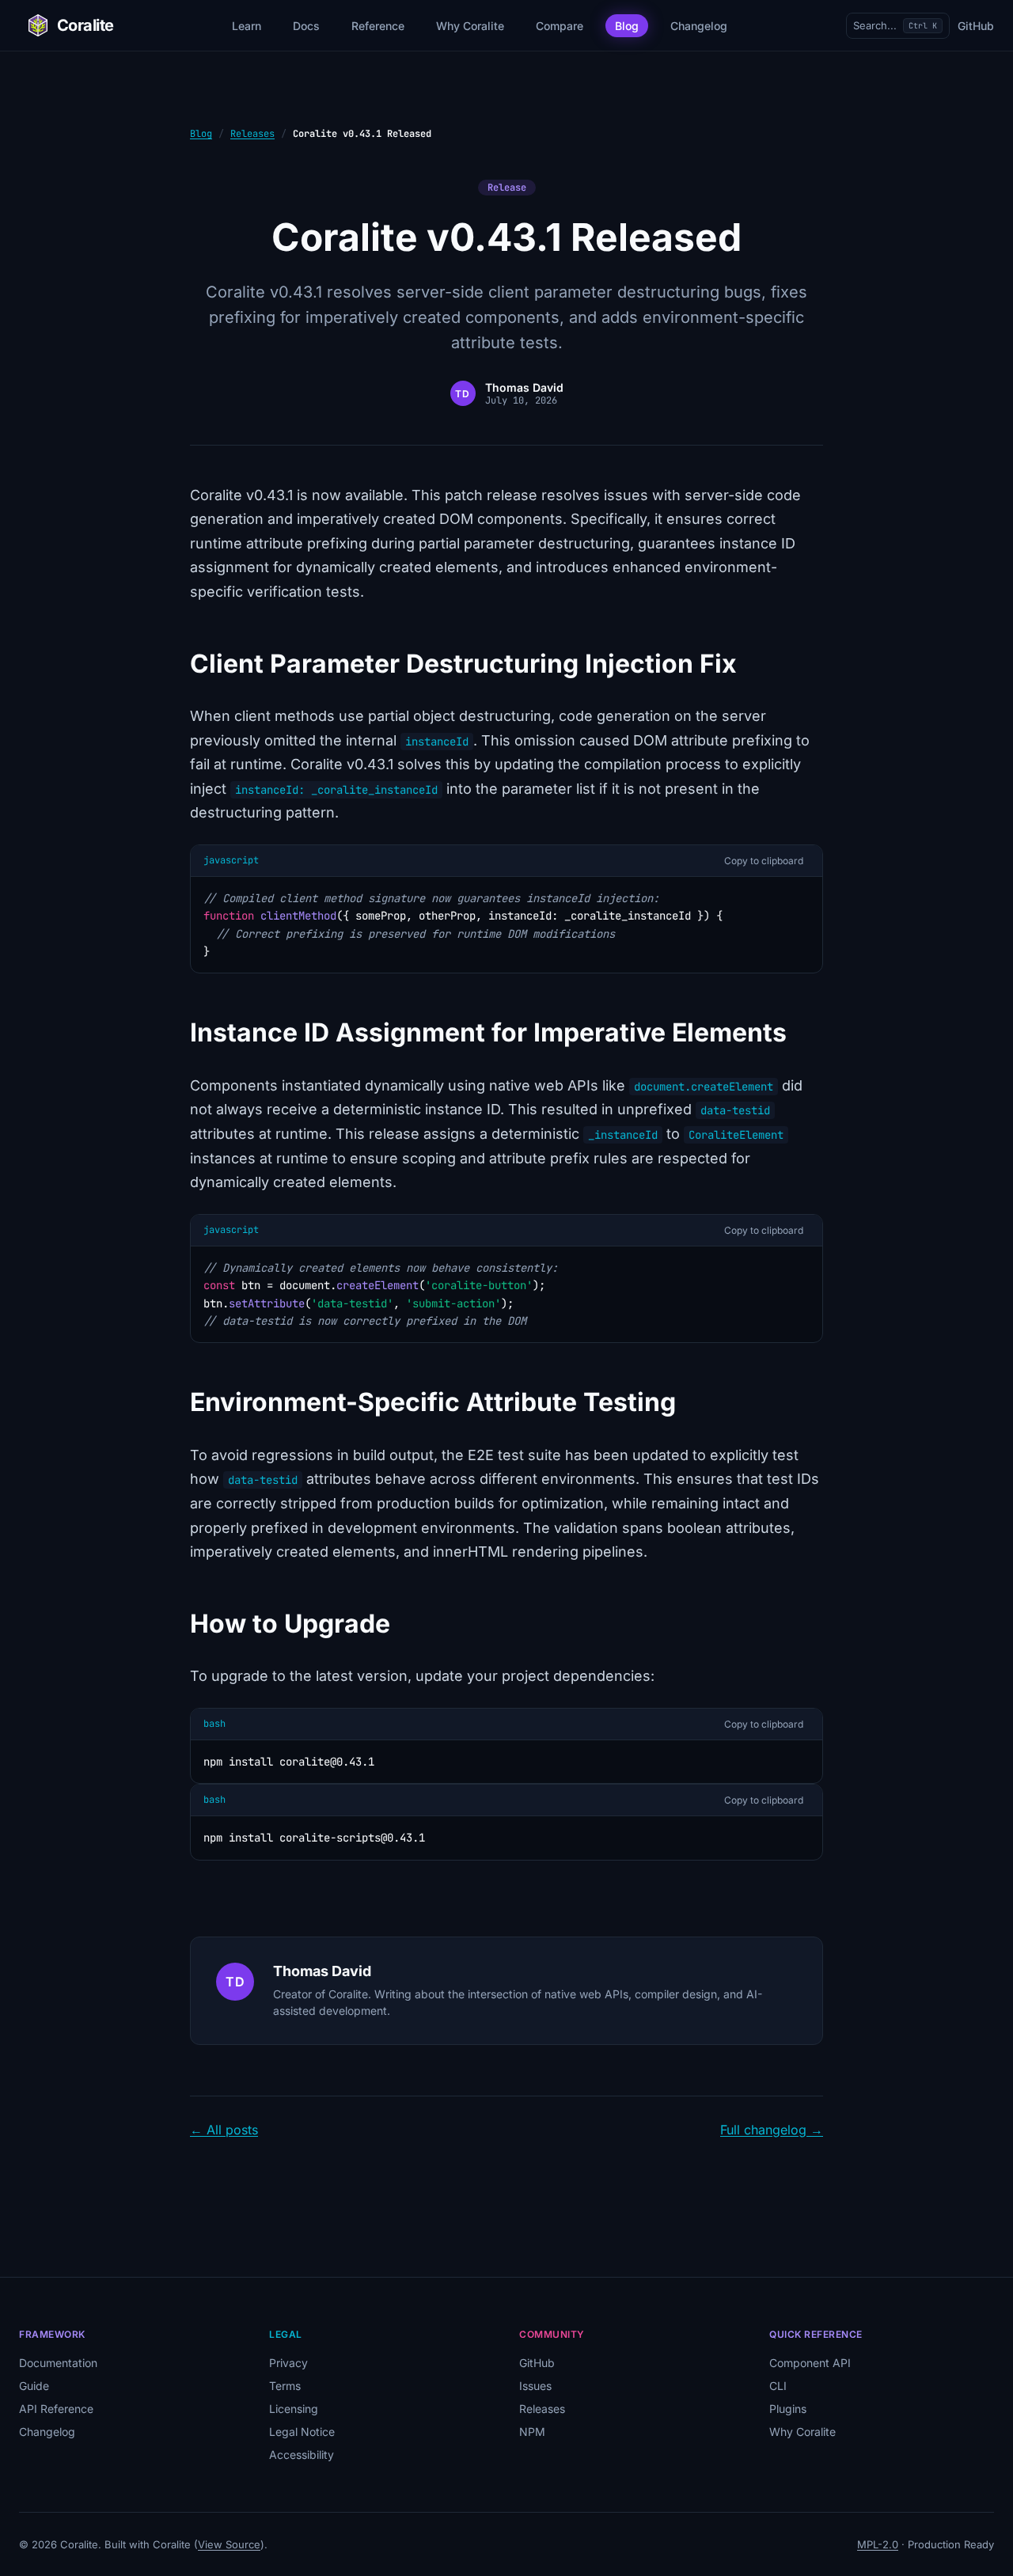 Coralite
Learn Docs Reference Why Coralite Compare Blog Changelog
Search... Ctrl K GitHub
Blog / Releases / Coralite v0.43.1 Released
Release
Coralite v0.43.1 Released
Coralite v0.43.1 resolves server-side client parameter destructuring bugs, fixes
prefixing for imperatively created components, and adds environment-specific
attribute tests.
TD
Thomas David
July 10, 2026
Coralite v0.43.1 is now available. This patch release resolves issues with server-side code
generation and imperatively created DOM components. Specifically, it ensures correct
runtime attribute prefixing during partial parameter destructuring, guarantees instance ID
assignment for dynamically created elements, and introduces enhanced environment-
specific verification tests.
Client Parameter Destructuring Injection Fix
When client methods use partial object destructuring, code generation on the server
previously omitted the internal instanceId. This omission caused DOM attribute prefixing to
fail at runtime. Coralite v0.43.1 solves this by updating the compilation process to explicitly
inject instanceId: _coralite_instanceId into the parameter list if it is not present in the
destructuring pattern.
javascript Copy to clipboard
// Compiled client method signature now guarantees instanceId injection:
function clientMethod({ someProp, otherProp, instanceId: _coralite_instanceId }) {
  // Correct prefixing is preserved for runtime DOM modifications
}
Instance ID Assignment for Imperative Elements
Components instantiated dynamically using native web APIs like document.createElement did
not always receive a deterministic instance ID. This resulted in unprefixed data-testid
attributes at runtime. This release assigns a deterministic _instanceId to CoraliteElement
instances at runtime to ensure scoping and attribute prefix rules are respected for
dynamically created elements.
javascript Copy to clipboard
// Dynamically created elements now behave consistently:
const btn = document.createElement('coralite-button');
btn.setAttribute('data-testid', 'submit-action');
// data-testid is now correctly prefixed in the DOM
Environment-Specific Attribute Testing
To avoid regressions in build output, the E2E test suite has been updated to explicitly test
how data-testid attributes behave across different environments. This ensures that test IDs
are correctly stripped from production builds for optimization, while remaining intact and
properly prefixed in development environments. The validation spans boolean attributes,
imperatively created elements, and innerHTML rendering pipelines.
How to Upgrade
To upgrade to the latest version, update your project dependencies:
bash Copy to clipboard
npm install coralite@0.43.1
bash Copy to clipboard
npm install coralite-scripts@0.43.1
TD
Thomas David
Creator of Coralite. Writing about the intersection of native web APIs, compiler design, and AI-
assisted development.
← All posts Full changelog →
FRAMEWORK
Documentation
Guide
API Reference
Changelog
LEGAL
Privacy
Terms
Licensing
Legal Notice
Accessibility
COMMUNITY
GitHub
Issues
Releases
NPM
QUICK REFERENCE
Component API
CLI
Plugins
Why Coralite
© 2026 Coralite. Built with Coralite (View Source).
MPL-2.0 · Production Ready